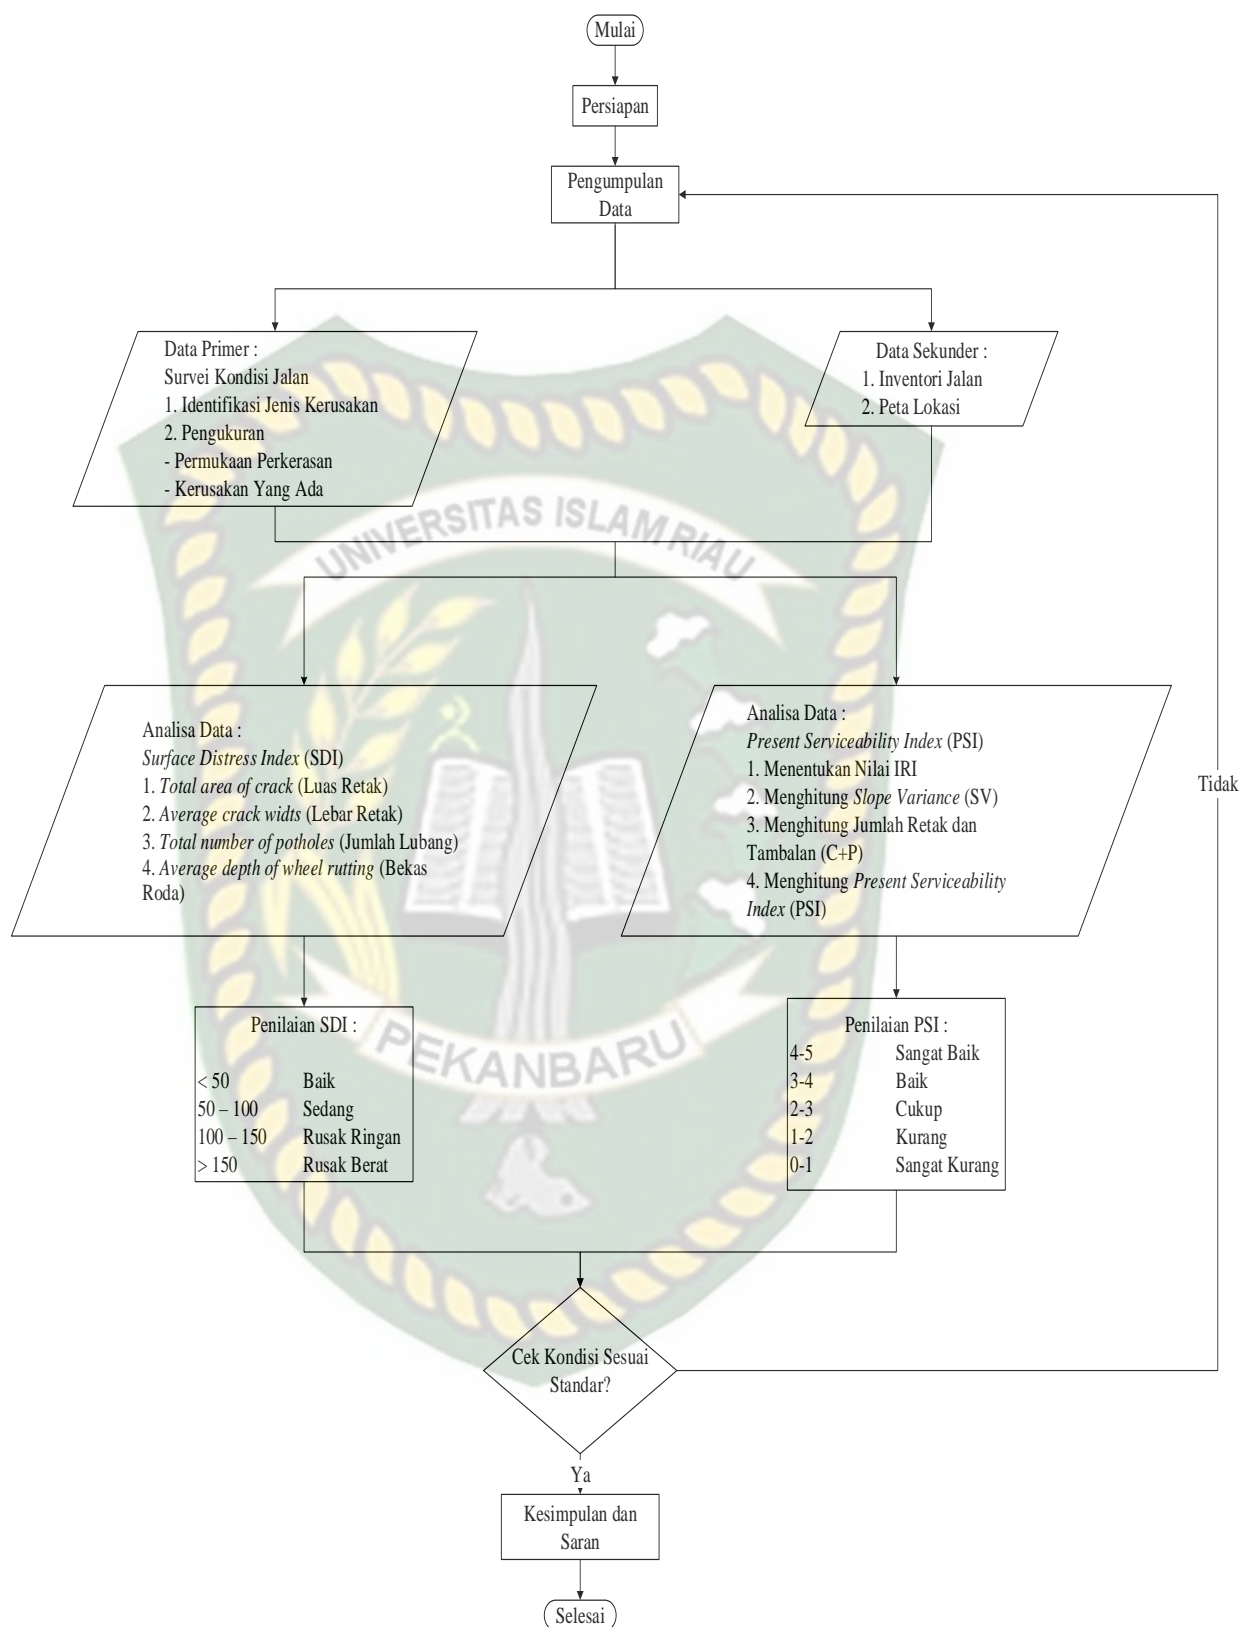 Mulai
Persiapan
Pengumpulan
Data
Data Primer :
Survei Kondisi Jalan
1. Identifikasi Jenis Kerusakan
2. Pengukuran
- Permukaan Perkerasan
- Kerusakan Yang Ada
Data Sekunder :
1. Inventori Jalan
2. Peta Lokasi
UNIVERSITAS ISLAM RIAU
Analisa Data :
Surface Distress Index (SDI)
1. Total area of crack (Luas Retak)
2. Average crack widts (Lebar Retak)
3. Total number of potholes (Jumlah Lubang)
4. Average depth of wheel rutting (Bekas
Roda)
Analisa Data :
Present Serviceability Index (PSI)
1. Menentukan Nilai IRI
2. Menghitung Slope Variance (SV)
3. Menghitung Jumlah Retak dan
Tambalan (C+P)
4. Menghitung Present Serviceability
Index (PSI)
Tidak
Penilaian SDI :
< 50 Baik
50 – 100 Sedang
100 – 150 Rusak Ringan
> 150 Rusak Berat
Penilaian PSI :
4-5 Sangat Baik
3-4 Baik
2-3 Cukup
1-2 Kurang
0-1 Sangat Kurang
PEKANBARU
Cek Kondisi Sesuai
Standar?
Ya
Kesimpulan dan
Saran
Selesai